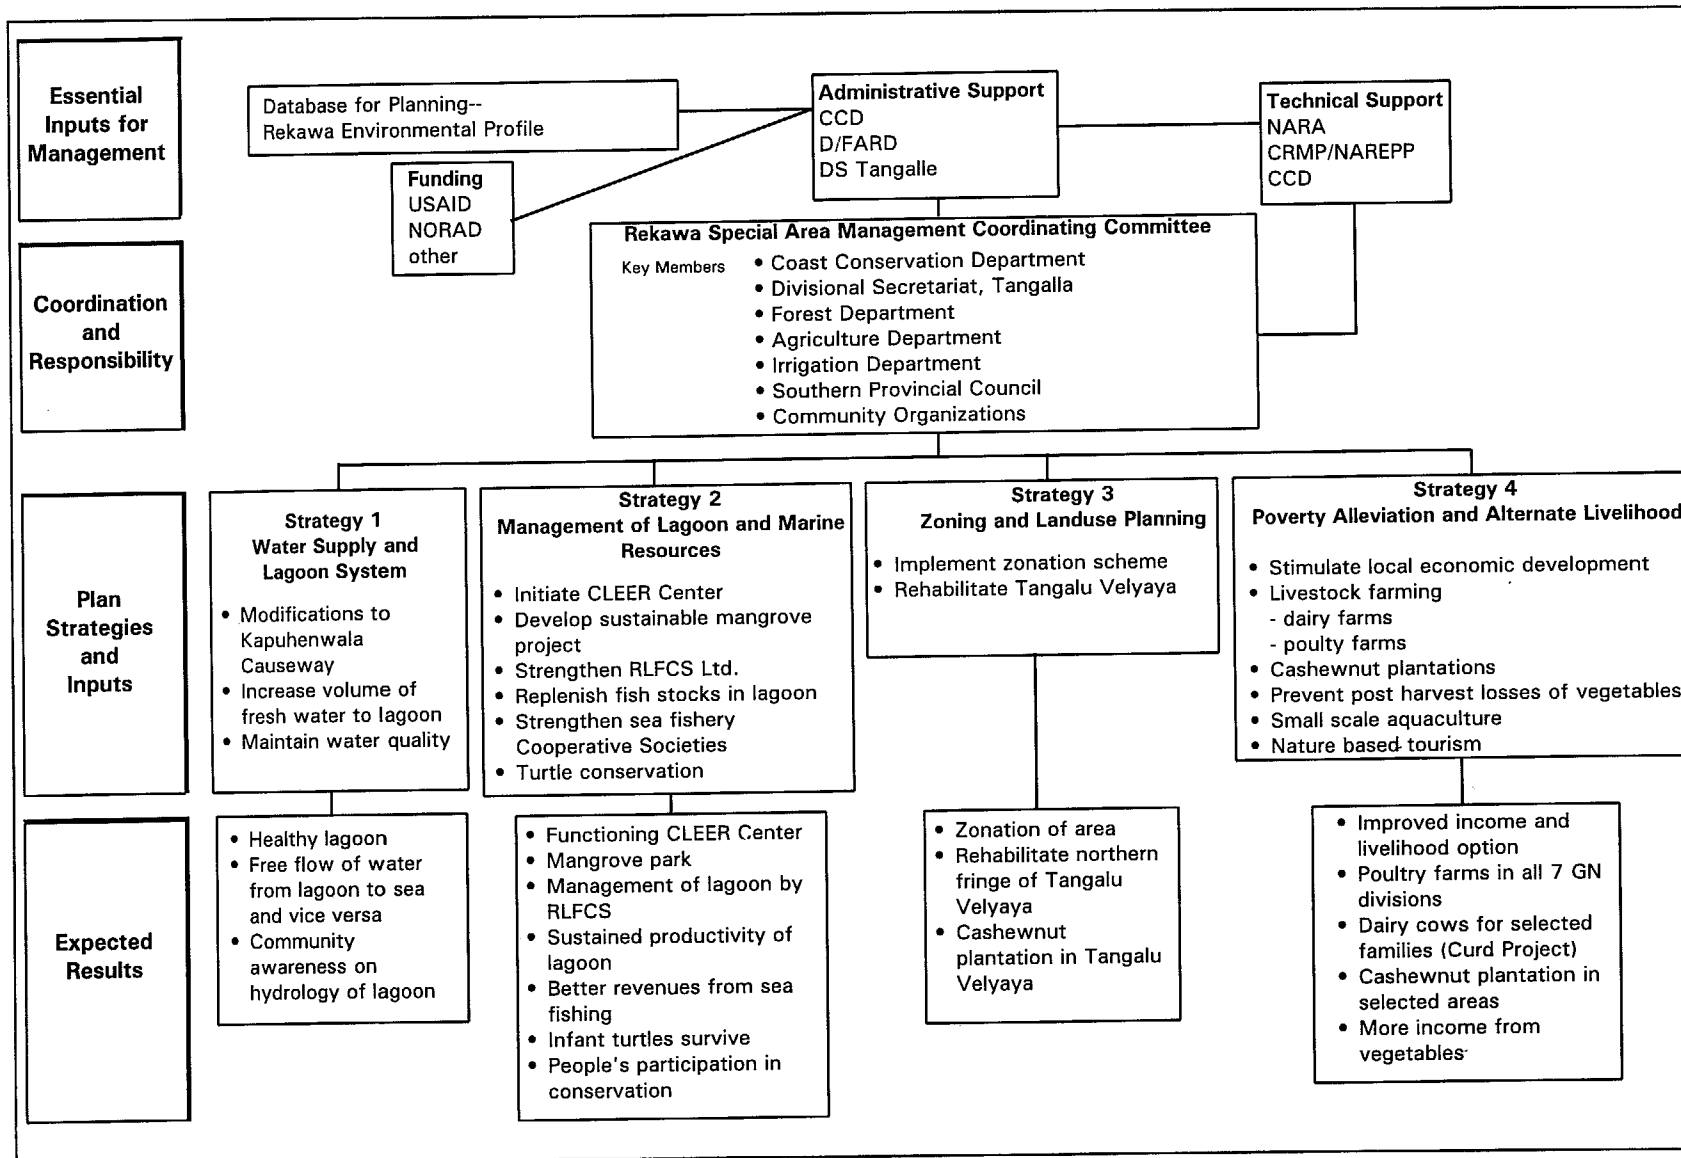 Essential
Inputs for
Management
Database for Planning--
Rekawa Environmental Profile
Funding
USAID
NORAD
other
Administrative Support
CCD
D/FARD
DS Tangalle
Technical Support
NARA
CRMP/NAREPP
CCD
Coordination
and
Responsibility
Rekawa Special Area Management Coordinating Committee
Key Members • Coast Conservation Department
• Divisional Secretariat, Tangalla
• Forest Department
• Agriculture Department
• Irrigation Department
• Southern Provincial Council
• Community Organizations
Plan
Strategies
and
Inputs
Strategy 1
Water Supply and
Lagoon System
• Modifications to
Kapuhenwala
Causeway
• Increase volume of
fresh water to lagoon
• Maintain water quality
Strategy 2
Management of Lagoon and Marine
Resources
• Initiate CLEER Center
• Develop sustainable mangrove
project
• Strengthen RLFCS Ltd.
• Replenish fish stocks in lagoon
• Strengthen sea fishery
Cooperative Societies
• Turtle conservation
Strategy 3
Zoning and Landuse Planning
• Implement zonation scheme
• Rehabilitate Tangalu Velyaya
Strategy 4
Poverty Alleviation and Alternate Livelihood
• Stimulate local economic development
• Livestock farming
- dairy farms
- poulty farms
• Cashewnut plantations
• Prevent post harvest losses of vegetables
• Small scale aquaculture
• Nature based tourism
Expected
Results
• Healthy lagoon
• Free flow of water
from lagoon to sea
and vice versa
• Community
awareness on
hydrology of lagoon
• Functioning CLEER Center
• Mangrove park
• Management of lagoon by
RLFCS
• Sustained productivity of
lagoon
• Better revenues from sea
fishing
• Infant turtles survive
• People's participation in
conservation
• Zonation of area
• Rehabilitate northern
fringe of Tangalu
Velyaya
• Cashewnut
plantation in Tangalu
Velyaya
• Improved income and
livelihood option
• Poultry farms in all 7 GN
divisions
• Dairy cows for selected
families (Curd Project)
• Cashewnut plantation in
selected areas
• More income from
vegetables